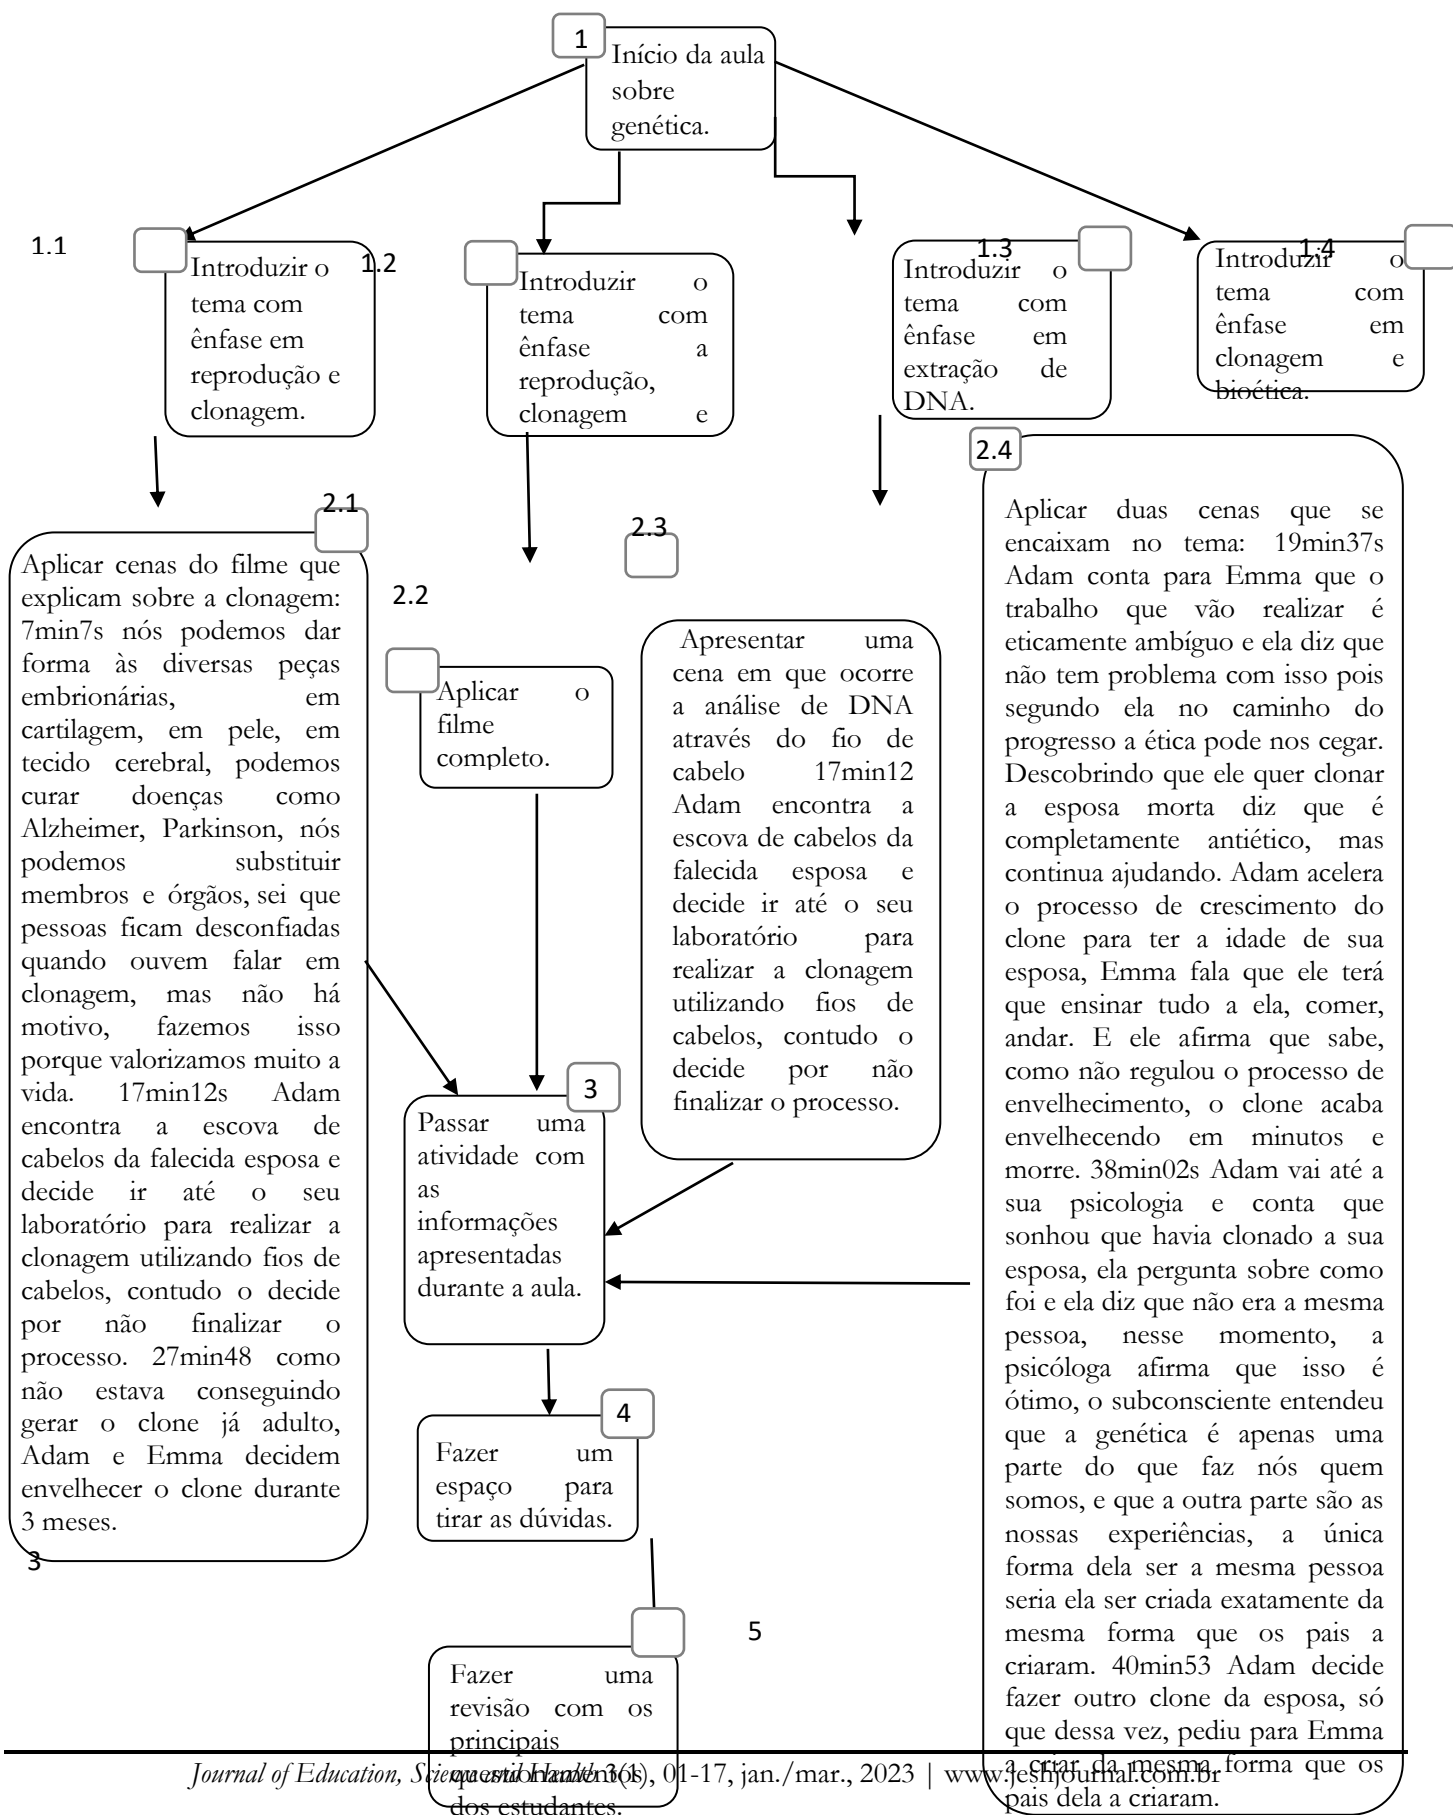 1
Início da aula
sobre
genética.
1.1
Introduzir o
tema com
ênfase em
reprodução e
clonagem.
1.2
Introduzir o
tema com
ênfase a
reprodução,
clonagem e
1.3
Introduzir o
tema com
ênfase em
extração de
DNA.
1.4
Introduzir o
tema com
ênfase em
clonagem e
bioética.
2.1
Aplicar cenas do filme que
explicam sobre a clonagem:
7min7s nós podemos dar
forma às diversas peças
embrionárias, em
cartilagem, em pele, em
tecido cerebral, podemos
curar doenças como
Alzheimer, Parkinson, nós
podemos substituir
membros e órgãos, sei que
pessoas ficam desconfiadas
quando ouvem falar em
clonagem, mas não há
motivo, fazemos isso
porque valorizamos muito a
vida. 17min12s Adam
encontra a escova de
cabelos da falecida esposa e
decide ir até o seu
laboratório para realizar a
clonagem utilizando fios de
cabelos, contudo o decide
por não finalizar o
processo. 27min48 como
não estava conseguindo
gerar o clone já adulto,
Adam e Emma decidem
envelhecer o clone durante
3 meses.
3
2.2
Aplicar o
filme
completo.
2.3
Apresentar uma
cena em que ocorre
a análise de DNA
através do fio de
cabelo 17min12
Adam encontra a
escova de cabelos da
falecida esposa e
decide ir até o seu
laboratório para
realizar a clonagem
utilizando fios de
cabelos, contudo o
decide por não
finalizar o processo.
2.4
Aplicar duas cenas que se
encaixam no tema: 19min37s
Adam conta para Emma que o
trabalho que vão realizar é
eticamente ambíguo e ela diz que
não tem problema com isso pois
segundo ela no caminho do
progresso a ética pode nos cegar.
Descobrindo que ele quer clonar
a esposa morta diz que é
completamente antiético, mas
continua ajudando. Adam acelera
o processo de crescimento do
clone para ter a idade de sua
esposa, Emma fala que ele terá
que ensinar tudo a ela, comer,
andar. E ele afirma que sabe,
como não regulou o processo de
envelhecimento, o clone acaba
envelhecendo em minutos e
morre. 38min02s Adam vai até a
sua psicologia e conta que
sonhou que havia clonado a sua
esposa, ela pergunta sobre como
foi e ela diz que não era a mesma
pessoa, nesse momento, a
psicóloga afirma que isso é
ótimo, o subconsciente entendeu
que a genética é apenas uma
parte do que faz nós quem
somos, e que a outra parte são as
nossas experiências, a única
forma dela ser a mesma pessoa
seria ela ser criada exatamente da
mesma forma que os pais a
criaram. 40min53 Adam decide
fazer outro clone da esposa, só
que dessa vez, pediu para Emma
a criar da mesma forma que os
pais dela a criaram.
3
Passar uma
atividade com
as
informações
apresentadas
durante a aula.
4
Fazer um
espaço para
tirar as dúvidas.
5
Fazer uma
revisão com os
principais
questionamentos
dos estudantes.
Journal of Education, Science and Health 3(1), 01-17, jan./mar., 2023 | www.jeshjournal.com.br